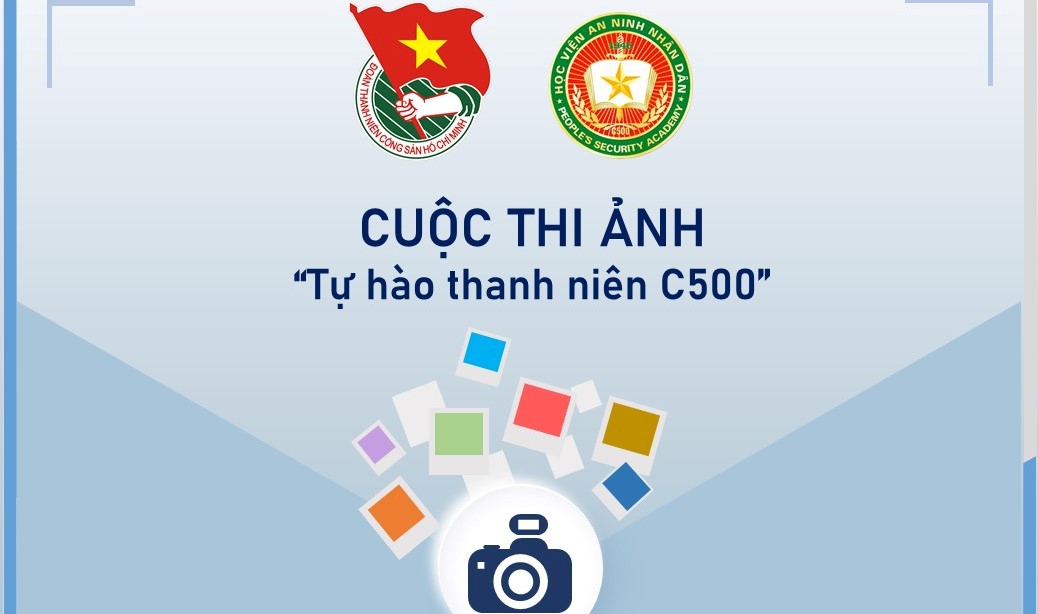 ĐOÀN THANH NIÊN CỘNG SẢN HỒ CHÍ MINH
HỌC VIỆN AN NINH NHÂN DÂN
1946
C500
PEOPLE'S SECURITY ACADEMY
CUỘC THI ẢNH
“Tự hào thanh niên C500”